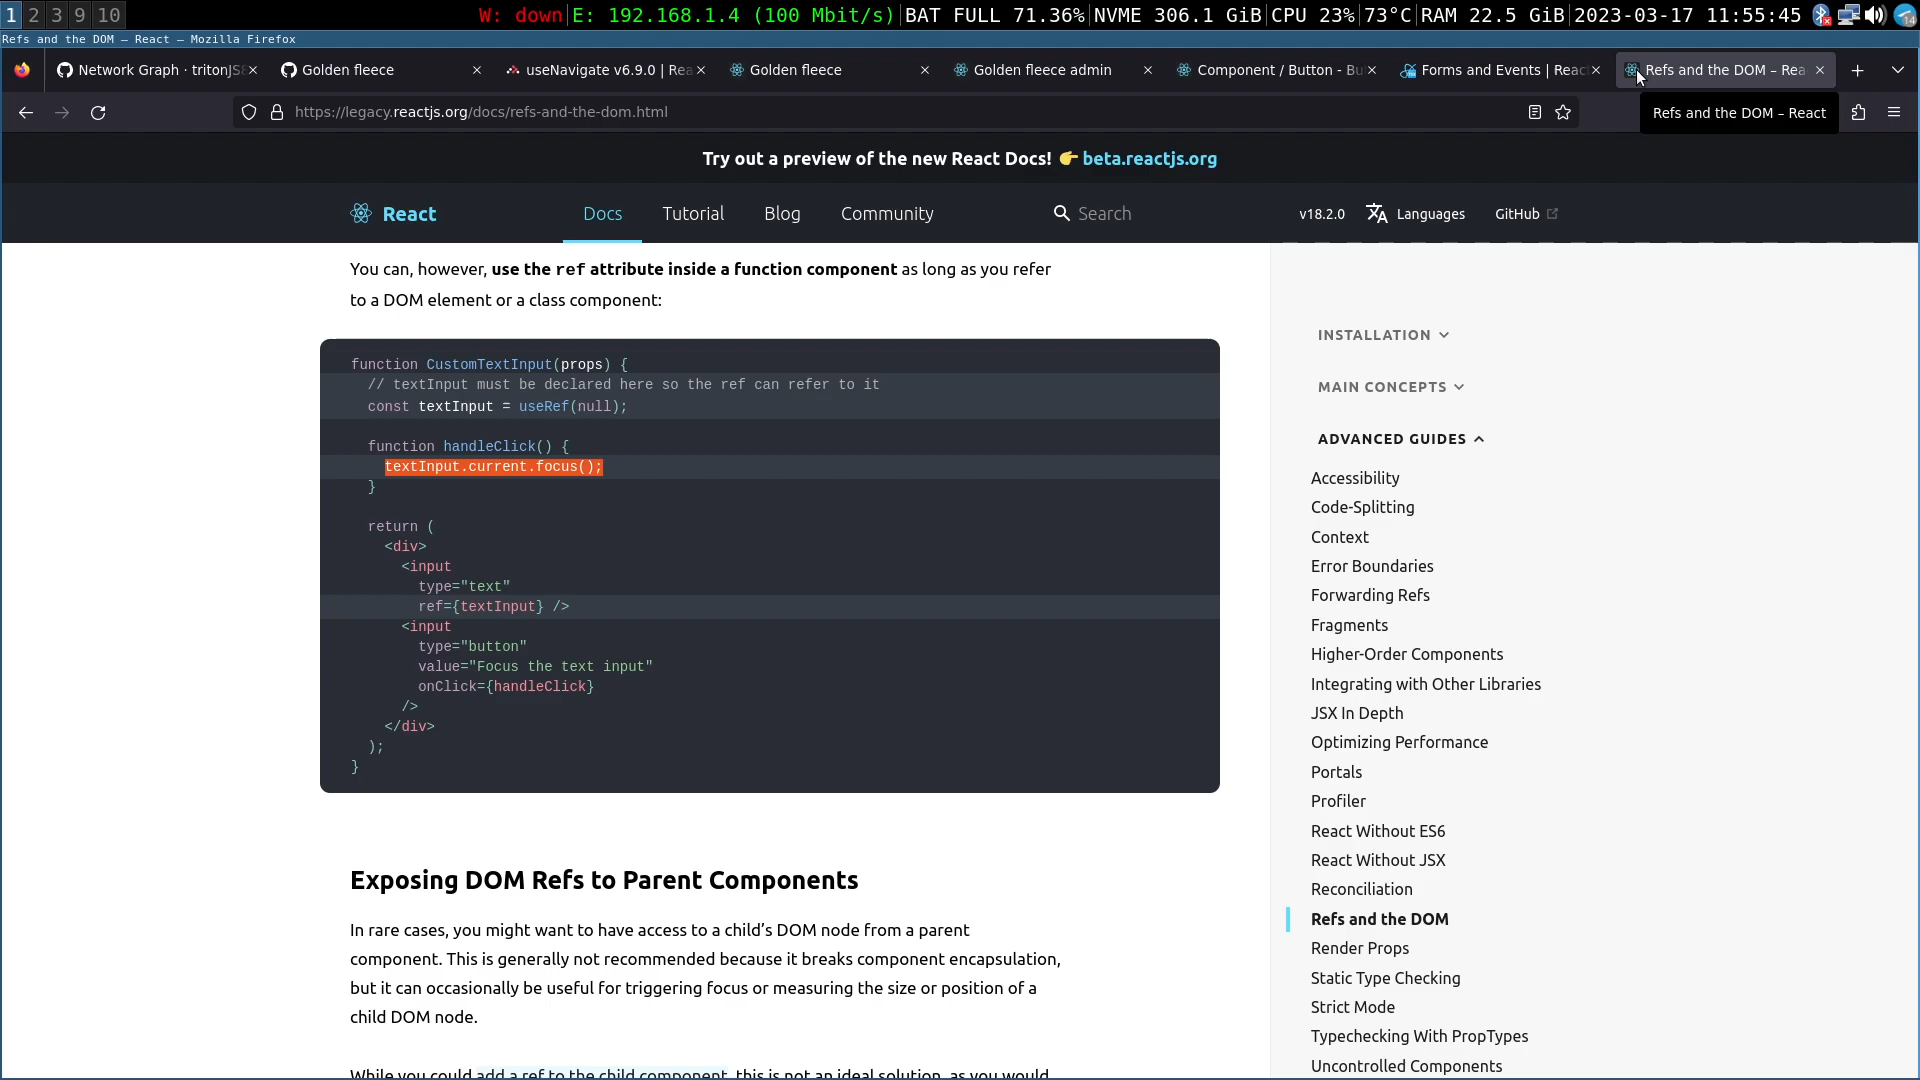 1 2 3 9 10 W: down|E: 192.168.1.4 (100 Mbit/s)|BAT FULL 71.36%|NVME 306.1 GiB|CPU 23%|73°C|RAM 22.5 GiB|2023-03-17 11:55:45 14
Refs and the DOM – React — Mozilla Firefox
Network Graph · tritonJS8 Golden fleece useNavigate v6.9.0 | Rea Golden fleece Golden fleece admin Component / Button - Bu Forms and Events | Reac Refs and the DOM – Rea
https://legacy.reactjs.org/docs/refs-and-the-dom.html
Refs and the DOM – React
Try out a preview of the new React Docs! 👉 beta.reactjs.org
React Docs Tutorial Blog Community Search v18.2.0 Languages GitHub
You can, however, use the ref attribute inside a function component as long as you refer
to a DOM element or a class component:
function CustomTextInput(props) {
// textInput must be declared here so the ref can refer to it
const textInput = useRef(null);
function handleClick() {
textInput.current.focus();
}
return (
<div>
<input
type="text"
ref={textInput} />
<input
type="button"
value="Focus the text input"
onClick={handleClick}
/>
</div>
);
}
Exposing DOM Refs to Parent Components
In rare cases, you might want to have access to a child’s DOM node from a parent
component. This is generally not recommended because it breaks component encapsulation,
but it can occasionally be useful for triggering focus or measuring the size or position of a
child DOM node.
While you could add a ref to the child component, this is not an ideal solution, as you would
INSTALLATION
MAIN CONCEPTS
ADVANCED GUIDES
Accessibility
Code-Splitting
Context
Error Boundaries
Forwarding Refs
Fragments
Higher-Order Components
Integrating with Other Libraries
JSX In Depth
Optimizing Performance
Portals
Profiler
React Without ES6
React Without JSX
Reconciliation
Refs and the DOM
Render Props
Static Type Checking
Strict Mode
Typechecking With PropTypes
Uncontrolled Components